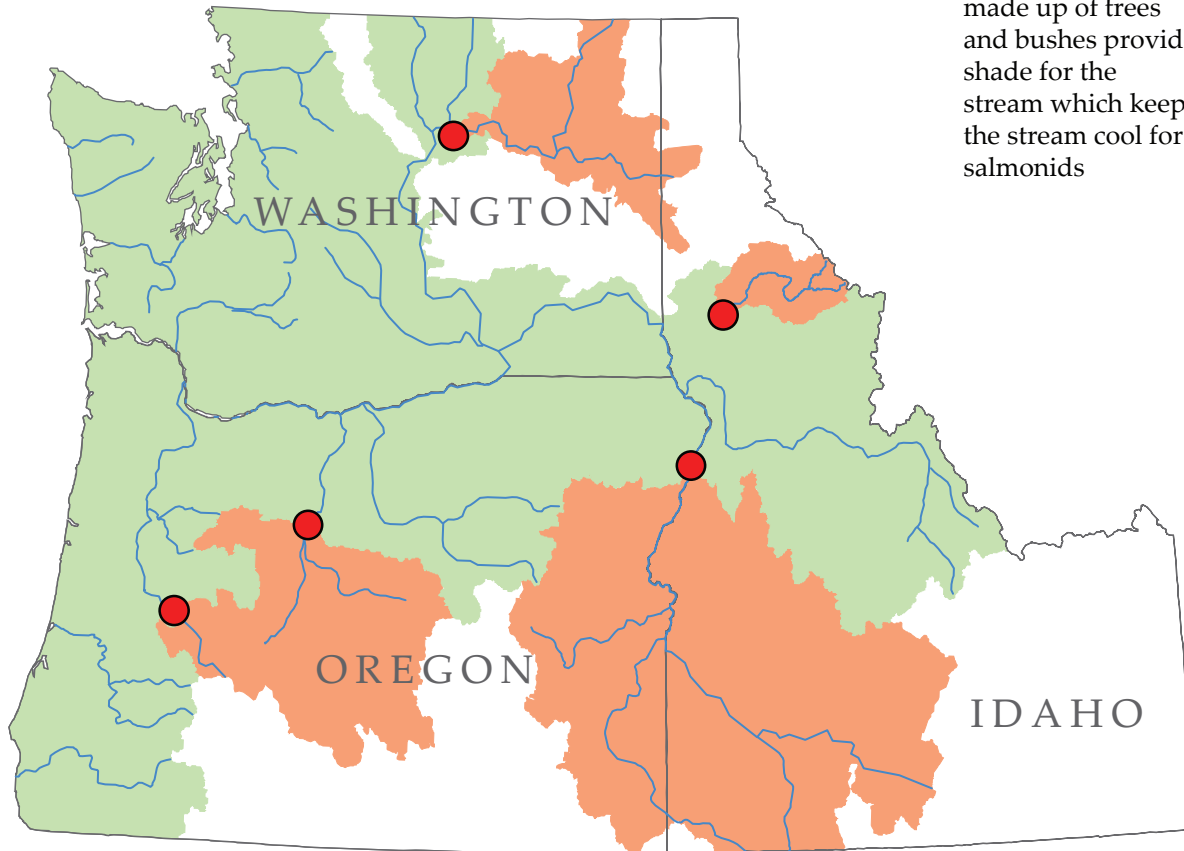 made up of trees
and bushes provid
shade for the
stream which keep
the stream cool for
salmonids
WASHINGTON
OREGON
IDAHO